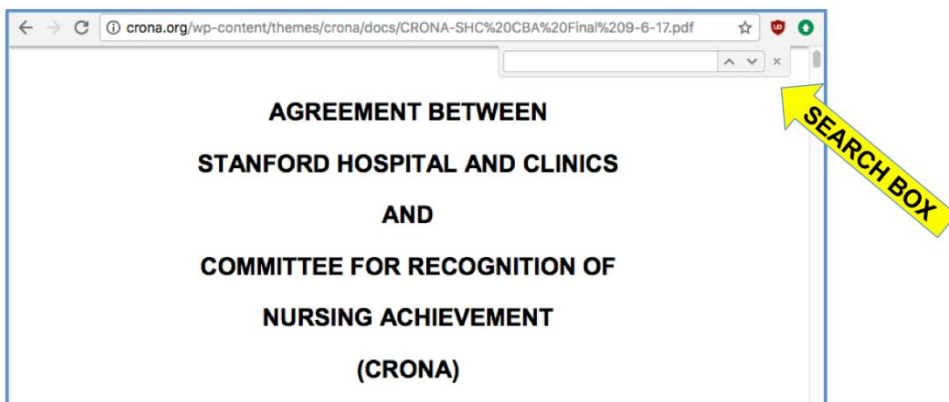 crona.org/wp-content/themes/crona/docs/CRONA-SHC%20CBA%20Final%209-6-17.pdf
AGREEMENT BETWEEN
STANFORD HOSPITAL AND CLINICS
AND
COMMITTEE FOR RECOGNITION OF
NURSING ACHIEVEMENT
(CRONA)
SEARCH BOX